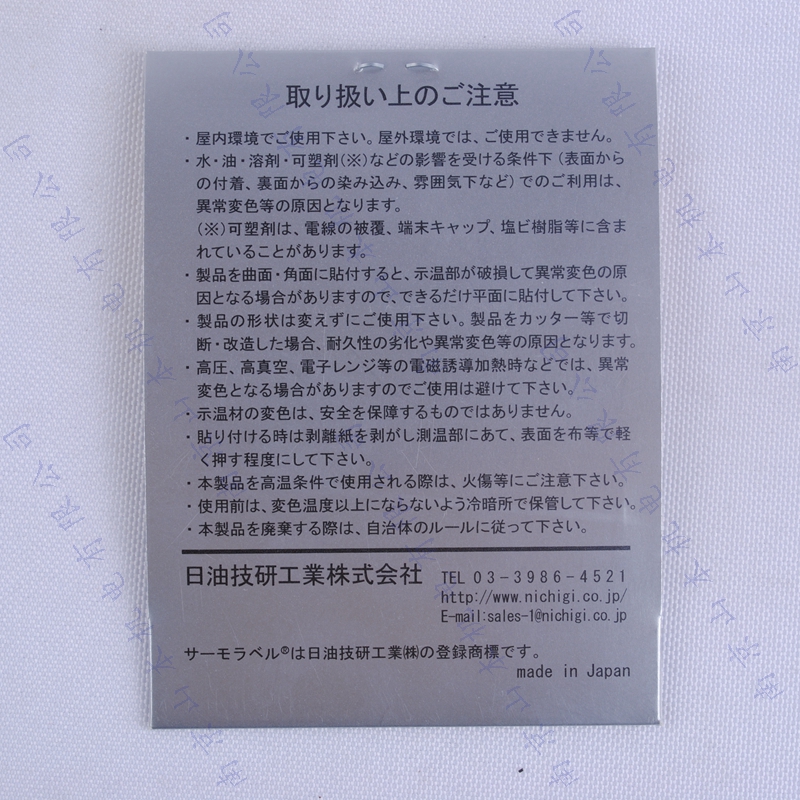 取り扱い上のご注意
・屋内環境でご使用下さい。屋外環境では、ご使用できません。
・水・油・溶剤・可塑剤(※)などの影響を受ける条件下(表面から
の付着、裏面からの染み込み、雰囲気下など)でのご利用は、
異常変色等の原因となります。
(※)可塑剤は、電線の被覆、端末キャップ、塩ビ樹脂等に含ま
れていることがあります。
・製品を曲面・角面に貼付すると、示温部が破損して異常変色の原
因となる場合がありますので、できるだけ平面に貼付して下さい。
・製品の形状は変えずにご使用下さい。製品をカッター等で切
断・改造した場合、耐久性の劣化や異常変色等の原因となります。
・高圧、高真空、電子レンジ等の電磁誘導加熱時などでは、異常
変色となる場合がありますのでご使用は避けて下さい。
・示温材の変色は、安全を保障するものではありません。
・貼り付ける時は剥離紙を剥がし測温部にあて、表面を布等で軽
く押す程度にして下さい。
・本製品を高温条件で使用される際は、火傷等にご注意下さい。
・使用前は、変色温度以上にならないよう冷暗所で保管して下さい。
・本製品を廃棄する際は、自治体のルールに従って下さい。
日油技研工業株式会社
TEL 03-3986-4521
http://www.nichigi.co.jp/
E-mail:sales-1@nichigi.co.jp
サーモラベル®は日油技研工業㈱の登録商標です。
made in Japan